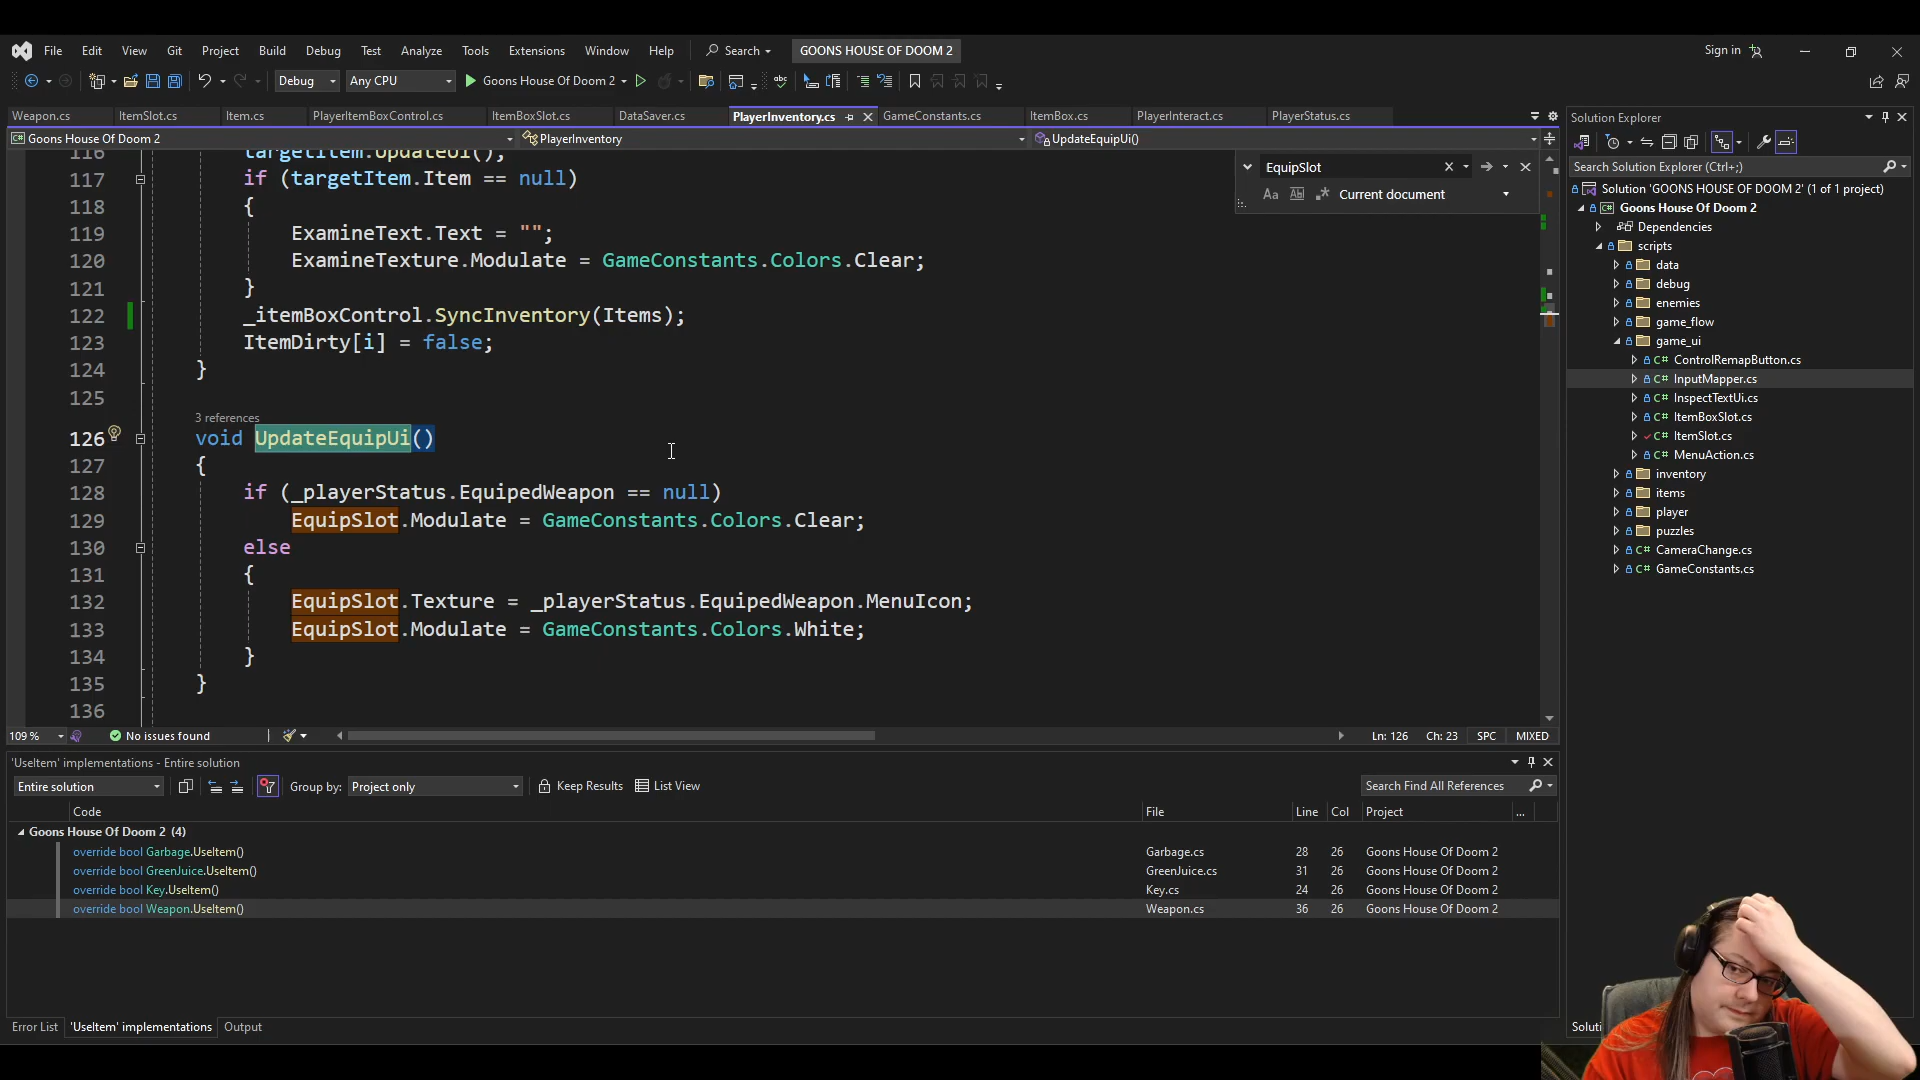 File Edit View Git Project Build Debug Test Analyze Tools Extensions Window Help Search GOONS HOUSE OF DOOM 2 Sign in
Debug Any CPU Goons House Of Doom 2
Weapon.cs ItemSlot.cs Item.cs PlayerItemBoxControl.cs ItemBoxSlot.cs DataSaver.cs PlayerInventory.cs GameConstants.cs ItemBox.cs PlayerInteract.cs PlayerStatus.cs
Goons House Of Doom 2 PlayerInventory UpdateEquipUi()
EquipSlot
Aa Current document
116 targetItem.UpdateUi();
117 if (targetItem.Item == null)
118 {
119 ExamineText.Text = "";
120 ExamineTexture.Modulate = GameConstants.Colors.Clear;
121 }
122 _itemBoxControl.SyncInventory(Items);
123 ItemDirty[i] = false;
124 }
125
3 references
126 void UpdateEquipUi()
127 {
128 if (_playerStatus.EquipedWeapon == null)
129 EquipSlot.Modulate = GameConstants.Colors.Clear;
130 else
131 {
132 EquipSlot.Texture = _playerStatus.EquipedWeapon.MenuIcon;
133 EquipSlot.Modulate = GameConstants.Colors.White;
134 }
135 }
136
109 % No issues found Ln: 126 Ch: 23 SPC MIXED
'UseItem' implementations - Entire solution
Entire solution Group by: Project only Keep Results List View Search Find All References
Code File Line Col Project ...
Goons House Of Doom 2 (4)
override bool Garbage.UseItem() Garbage.cs 28 26 Goons House Of Doom 2
override bool GreenJuice.UseItem() GreenJuice.cs 31 26 Goons House Of Doom 2
override bool Key.UseItem() Key.cs 24 26 Goons House Of Doom 2
override bool Weapon.UseItem() Weapon.cs 36 26 Goons House Of Doom 2
Error List 'UseItem' implementations Output
Solution Explorer
Search Solution Explorer (Ctrl+;)
Solution 'GOONS HOUSE OF DOOM 2' (1 of 1 project)
C# Goons House Of Doom 2
Dependencies
scripts
data
debug
enemies
game_flow
game_ui
C# ControlRemapButton.cs
C# InputMapper.cs
C# InspectTextUi.cs
C# ItemBoxSlot.cs
C# ItemSlot.cs
C# MenuAction.cs
inventory
items
player
puzzles
C# CameraChange.cs
C# GameConstants.cs
Soluti